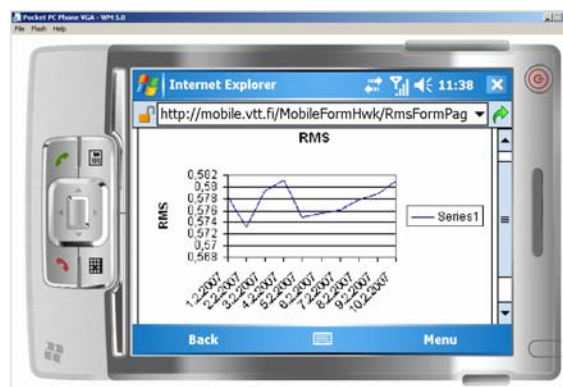 Pocket PC Phone VGA - WM 5.0
File Flash Help
Internet Explorer 11:38
http://mobile.vtt.fi/MobileFormHwk/RmsFormPag
RMS
RMS
0,582
0,58
0,578
0,576
0,574
0,572
0,57
0,568
Series1
1.2.2007
2.2.2007
3.2.2007
4.2.2007
5.2.2007
6.2.2007
7.2.2007
8.2.2007
9.2.2007
10.2.2007
Back Menu